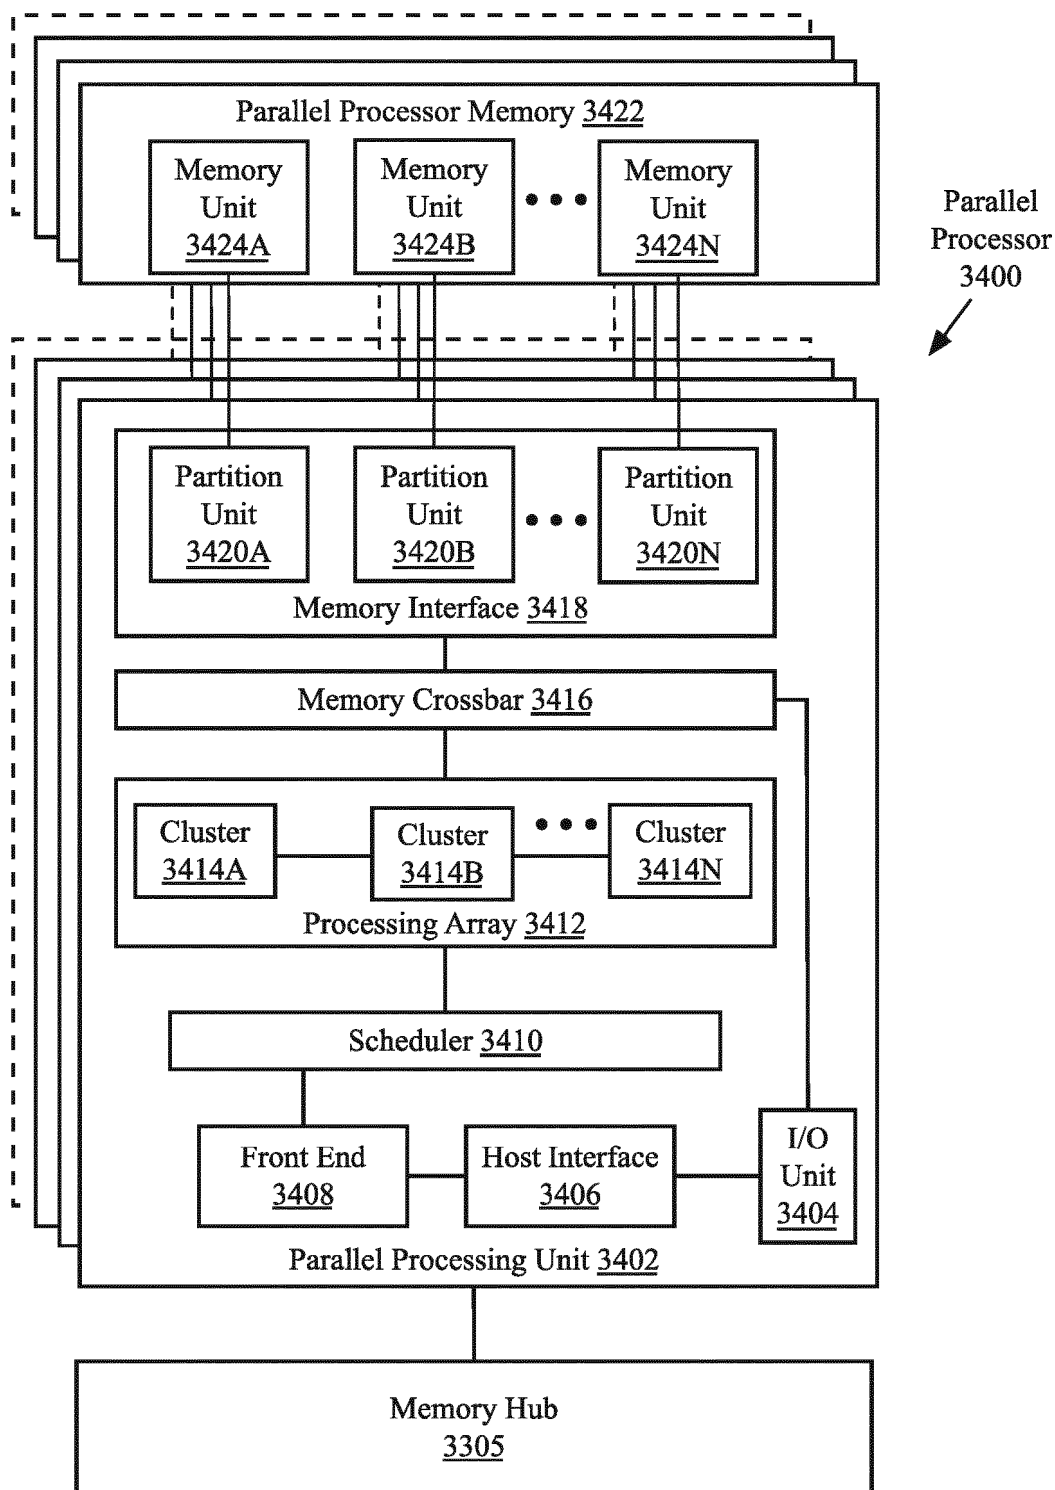 Parallel Processor Memory 3422
Memory
Unit
3424A
Memory
Unit
3424B
Memory
Unit
3424N
Parallel
Processor
3400
Partition
Unit
3420A
Partition
Unit
3420B
Partition
Unit
3420N
Memory Interface 3418
Memory Crossbar 3416
Cluster
3414A
Cluster
3414B
Cluster
3414N
Processing Array 3412
Scheduler 3410
Front End
3408
Host Interface
3406
I/O
Unit
3404
Parallel Processing Unit 3402
Memory Hub
3305